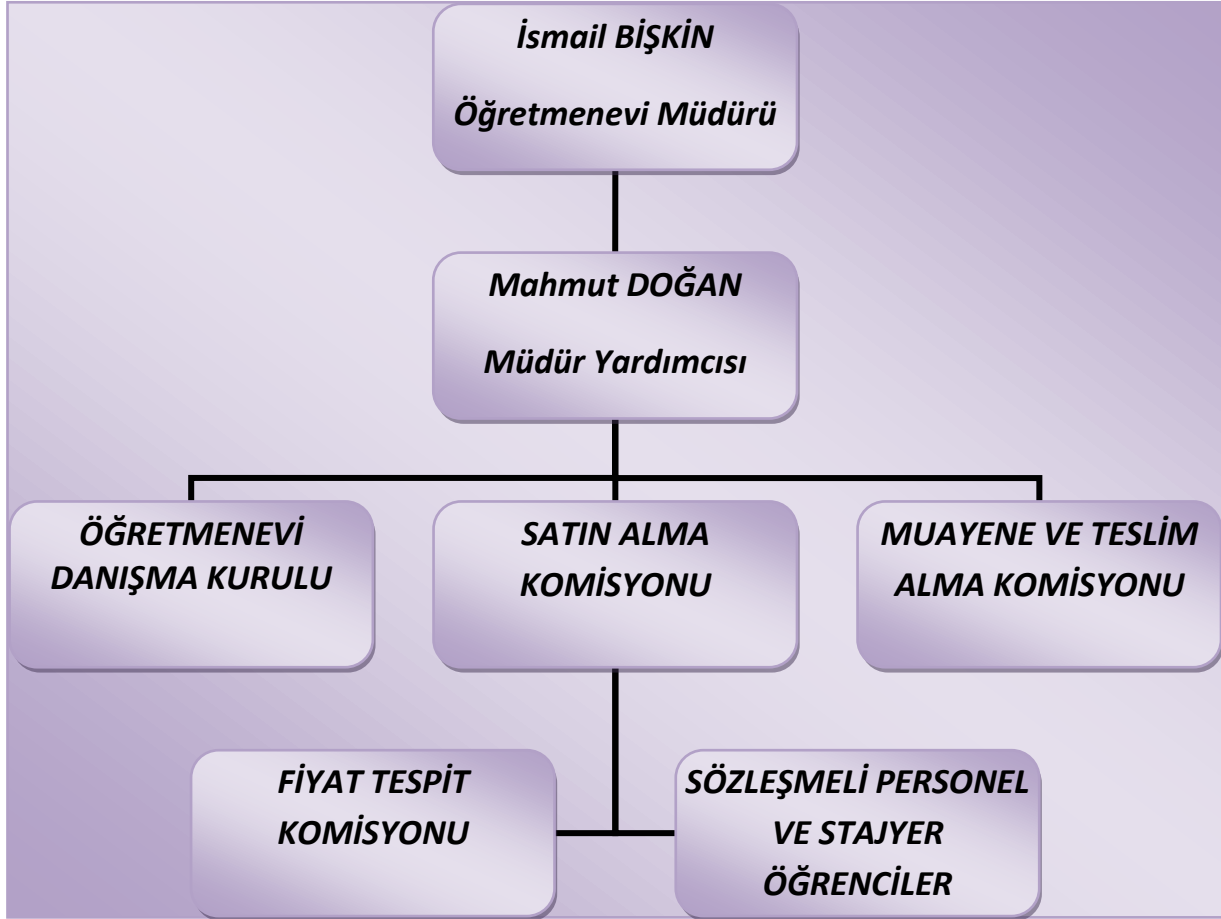 İsmail BİŞKİN
Öğretmenevi Müdürü
Mahmut DOĞAN
Müdür Yardımcısı
ÖĞRETMENEVİ
DANIŞMA KURULU
SATIN ALMA
KOMİSYONU
MUAYENE VE TESLİM
ALMA KOMİSYONU
FİYAT TESPİT
KOMİSYONU
SÖZLEŞMELİ PERSONEL
VE STAJYER
ÖĞRENCİLER